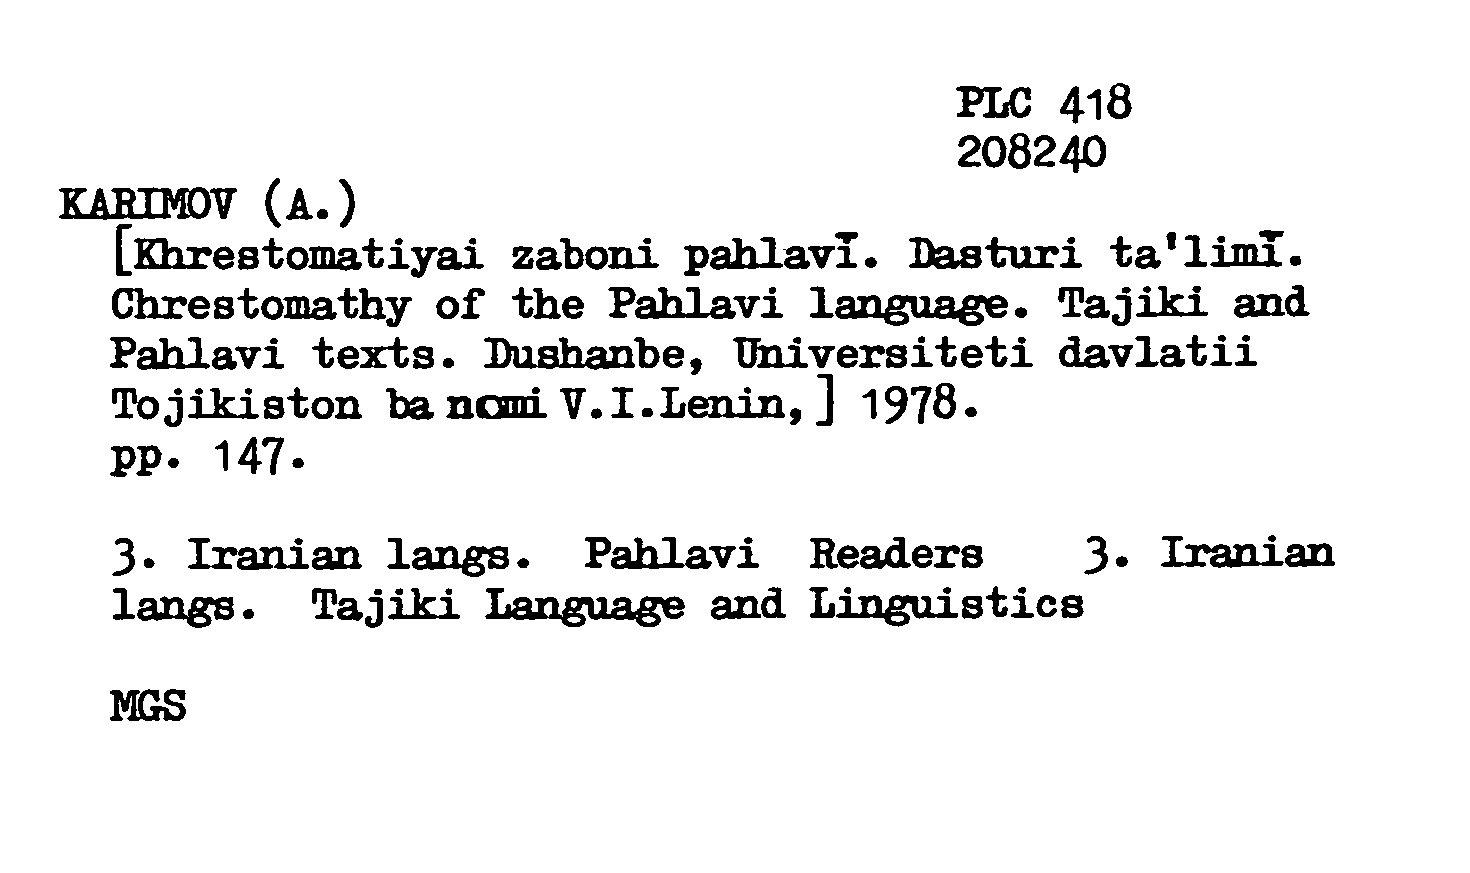 PLC 418
208240
KARIMOV (A.)
[Khrestomatiyai zaboni pahlavī. Dasturi ta'limī.
Chrestomathy of the Pahlavi language. Tajiki and
Pahlavi texts. Dushanbe, Universiteti davlatii
Tojikiston ba nomi V.I.Lenin,] 1978.
pp. 147.
3. Iranian langs. Pahlavi Readers 3. Iranian
langs. Tajiki Language and Linguistics
MGS